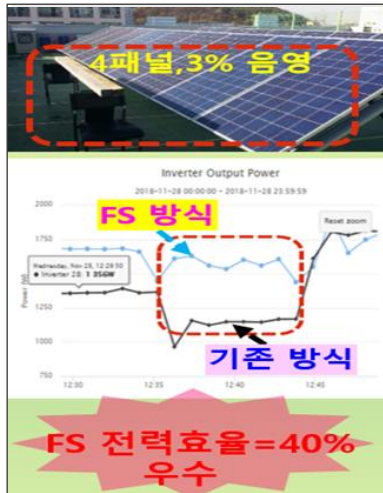 4패널,3% 음영
Inverter Output Power
2018-11-28 00:00:00 - 2018-11-28 23:59:59
2000
FS 방식
Reset zoom
1750
Wednesday, Nov 28, 12:29:50
Inverter 28: 1 356W
Power (W)
1250
1000
기존 방식
750
12:30
12:35
12:40
12:45
FS 전력효율=40%
우수